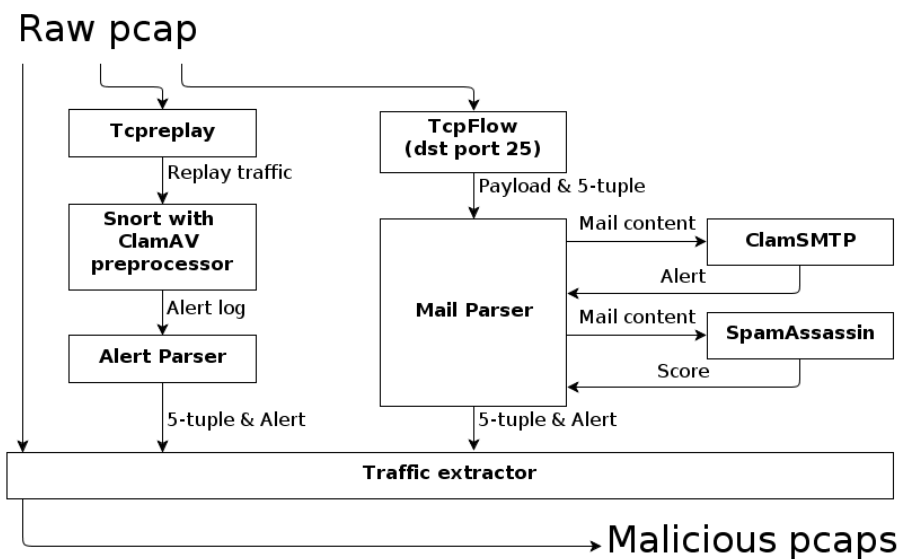 Raw pcap
Tcpreplay
TcpFlow
(dst port 25)
Replay traffic
Payload & 5-tuple
Snort with
ClamAV
preprocessor
Mail content
ClamSMTP
Alert
Alert log
Mail Parser
Mail content
SpamAssassin
Alert Parser
Score
5-tuple & Alert
5-tuple & Alert
Traffic extractor
Malicious pcaps